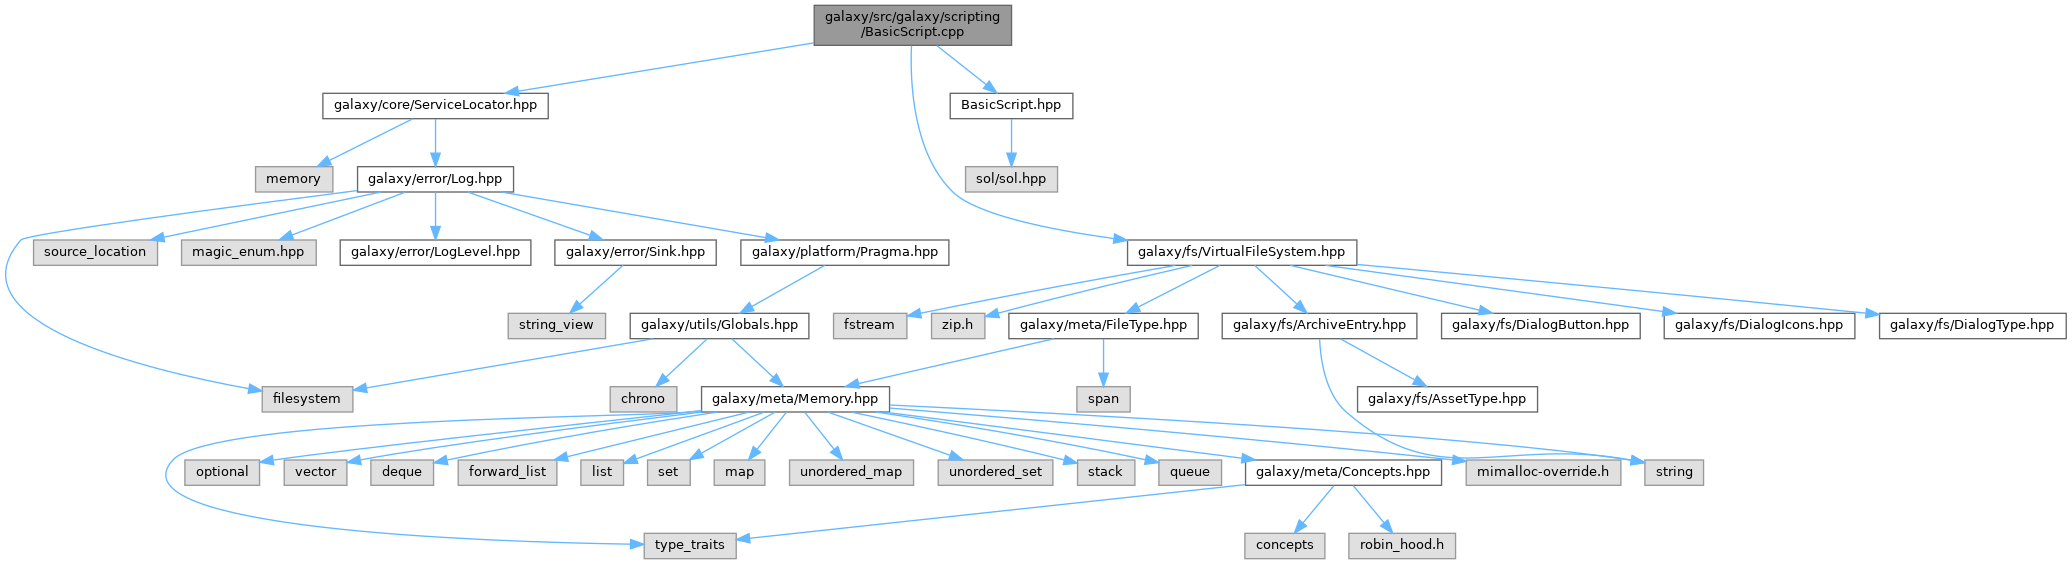 galaxy/src/galaxy/scripting
/BasicScript.cpp
galaxy/core/ServiceLocator.hpp
BasicScript.hpp
memory
galaxy/error/Log.hpp
sol/sol.hpp
source_location
magic_enum.hpp
galaxy/error/LogLevel.hpp
galaxy/error/Sink.hpp
galaxy/platform/Pragma.hpp
galaxy/fs/VirtualFileSystem.hpp
string_view
galaxy/utils/Globals.hpp
fstream
zip.h
galaxy/meta/FileType.hpp
galaxy/fs/ArchiveEntry.hpp
galaxy/fs/DialogButton.hpp
galaxy/fs/DialogIcons.hpp
galaxy/fs/DialogType.hpp
filesystem
chrono
galaxy/meta/Memory.hpp
span
galaxy/fs/AssetType.hpp
optional
vector
deque
forward_list
list
set
map
unordered_map
unordered_set
stack
queue
galaxy/meta/Concepts.hpp
mimalloc-override.h
string
type_traits
concepts
robin_hood.h